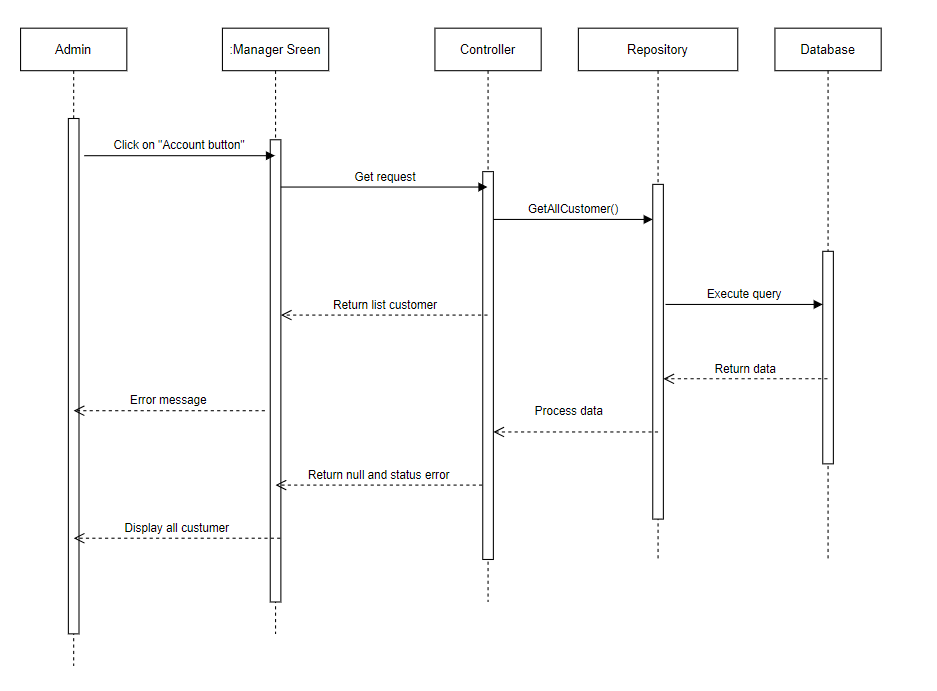 Admin
:Manager Sreen
Controller
Repository
Database
Click on "Account button"
Get request
GetAllCustomer()
Execute query
Return list customer
Return data
Error message
Process data
Return null and status error
Display all custumer